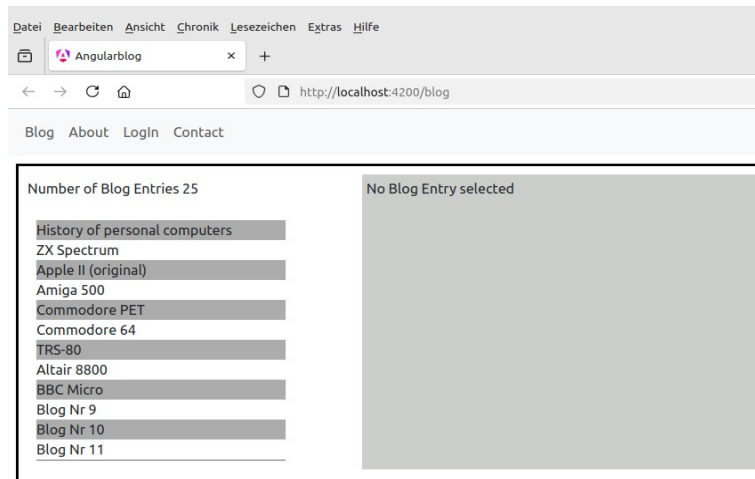 Datei Bearbeiten Ansicht Chronik Lesezeichen Extras Hilfe
Angularblog
http://localhost:4200/blog
Blog About LogIn Contact
Number of Blog Entries 25
No Blog Entry selected
History of personal computers
ZX Spectrum
Apple II (original)
Amiga 500
Commodore PET
Commodore 64
TRS-80
Altair 8800
BBC Micro
Blog Nr 9
Blog Nr 10
Blog Nr 11